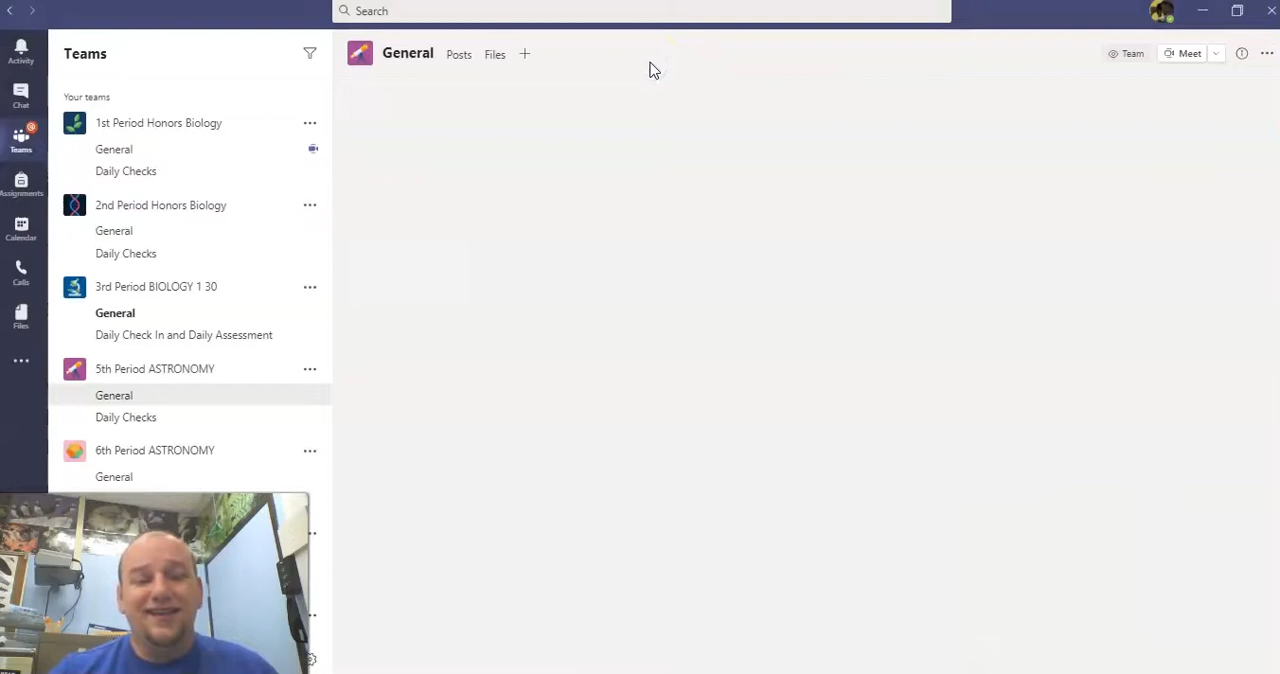 Search
Activity
Chat
Teams
Assignments
Calendar
Calls
Files
Teams
Your teams
1st Period Honors Biology
General
Daily Checks
2nd Period Honors Biology
General
Daily Checks
3rd Period BIOLOGY 1 30
General
Daily Check In and Daily Assessment
5th Period ASTRONOMY
General
Daily Checks
6th Period ASTRONOMY
General
General Posts Files
Team Meet